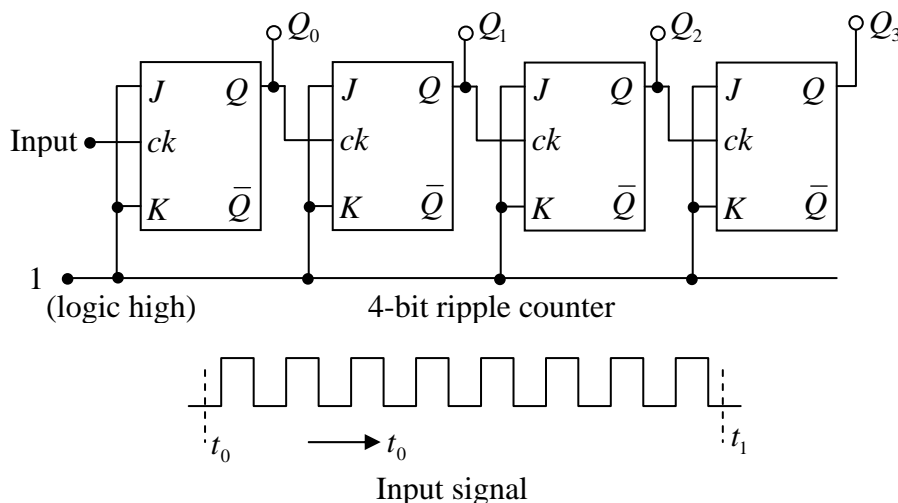 Q₀ Q₁ Q₂ Q₃
J Q J Q J Q J Q
Input ck ck ck ck
K Q̅ K Q̅ K Q̅ K Q̅
1
(logic high) 4-bit ripple counter
t₀ t₀ t₁
Input signal